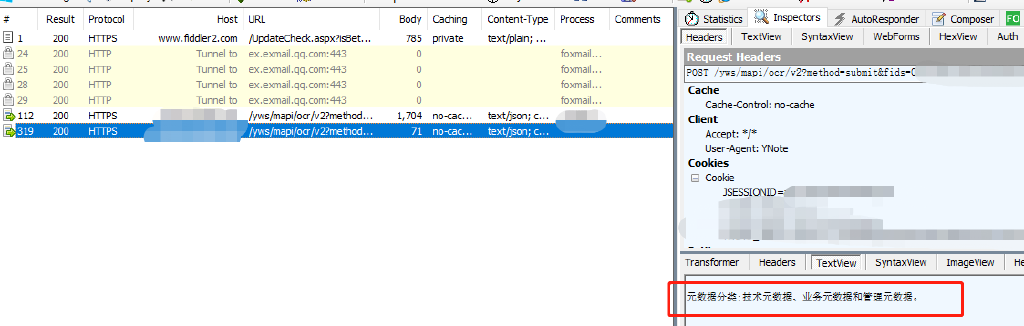 # Result Protocol Host URL Body Caching Content-Type Process Comments
1 200 HTTPS www.fiddler2.com /UpdateCheck.aspx?isBet... 785 private text/plain; ...
24 200 HTTP Tunnel to ex.exmail.qq.com:443 0 foxmail...
25 200 HTTP Tunnel to ex.exmail.qq.com:443 0 foxmail...
28 200 HTTP Tunnel to ex.exmail.qq.com:443 0 foxmail...
29 200 HTTP Tunnel to ex.exmail.qq.com:443 0 foxmail...
112 200 HTTPS /yws/mapi/ocr/v2?method... 1,704 no-cac... text/json; c...
319 200 HTTPS /yws/mapi/ocr/v2?method... 71 no-cac... text/json; c...
Statistics Inspectors AutoResponder Composer FO
Headers TextView SyntaxView WebForms HexView Auth
Request Headers
POST /yws/mapi/ocr/v2?method=submit&fids=
Cache
Cache-Control: no-cache
Client
Accept: */*
User-Agent: YNote
Cookies
Cookie
JSESSIONID=
Transformer Headers TextView SyntaxView ImageView He
元数据分类:技术元数据、业务元数据和管理元数据。